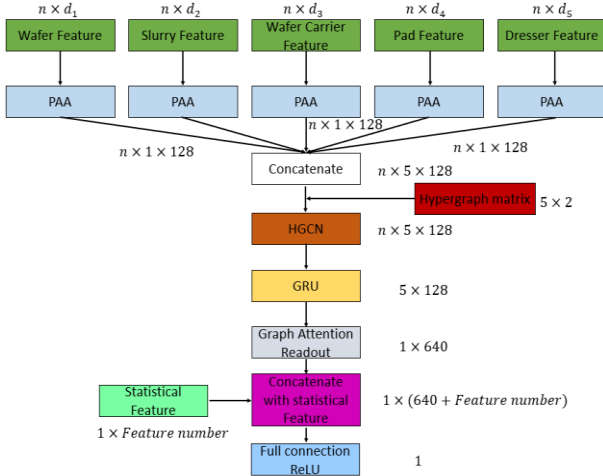 n × d₁
n × d₂
n × d₃
n × d₄
n × d₅
Wafer Feature
Slurry Feature
Wafer Carrier
Feature
Pad Feature
Dresser Feature
PAA
PAA
PAA
PAA
PAA
n × 1 × 128
n × 1 × 128
n × 1 × 128
Concatenate
n × 5 × 128
Hypergraph matrix
5 × 2
HGCN
n × 5 × 128
GRU
5 × 128
Graph Attention
Readout
1 × 640
Statistical
Feature
1 × Feature number
Concatenate
with statistical
Feature
1 × (640 + Feature number)
Full connection
ReLU
1